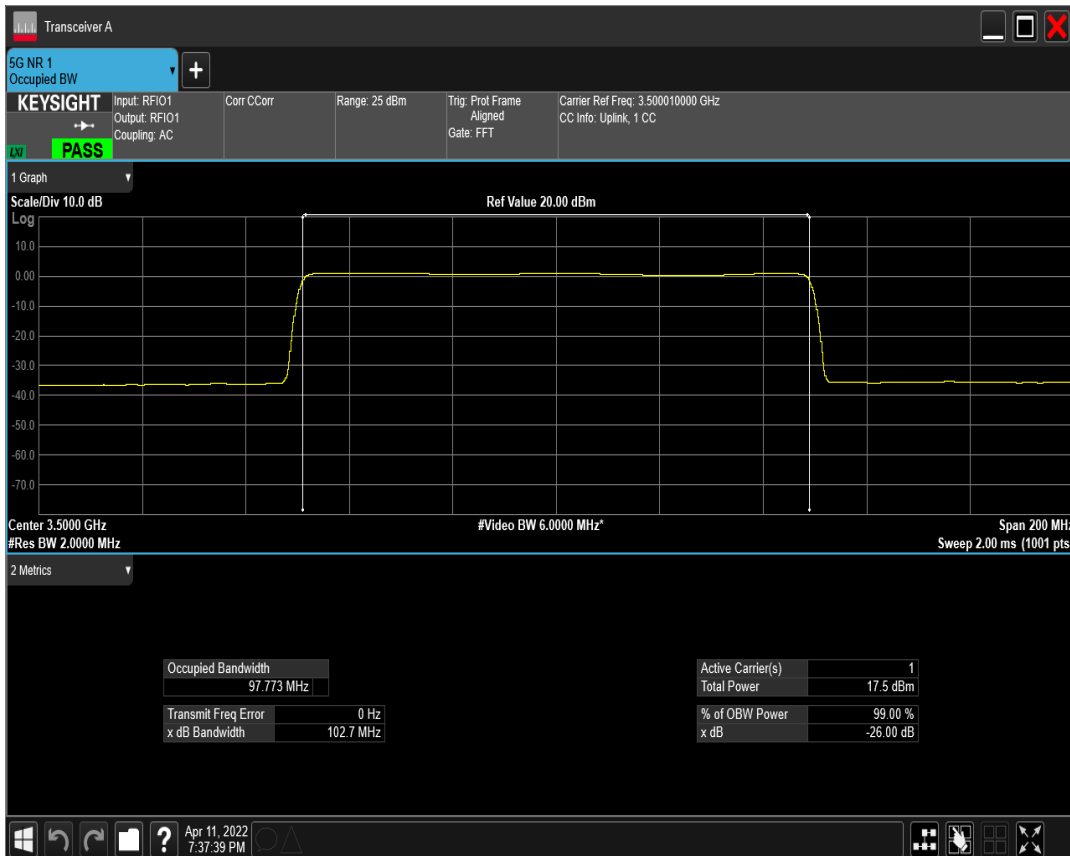 Transceiver A
5G NR 1
Occupied BW
+
KEYSIGHT
LXI
PASS
Input: RFIO1
Output: RFIO1
Coupling: AC
Corr CCorr
Range: 25 dBm
Trig: Prot Frame
Aligned
Gate: FFT
Carrier Ref Freq: 3.500010000 GHz
CC Info: Uplink, 1 CC
1 Graph
Scale/Div 10.0 dB
Ref Value 20.00 dBm
Log
10.0
0.00
-10.0
-20.0
-30.0
-40.0
-50.0
-60.0
-70.0
Center 3.5000 GHz
#Video BW 6.0000 MHz*
Span 200 MHz
#Res BW 2.0000 MHz
Sweep 2.00 ms (1001 pts
2 Metrics
Occupied Bandwidth
97.773 MHz
Transmit Freq Error 0 Hz
x dB Bandwidth 102.7 MHz
Active Carrier(s) 1
Total Power 17.5 dBm
% of OBW Power 99.00 %
x dB -26.00 dB
?
Apr 11, 2022
7:37:39 PM